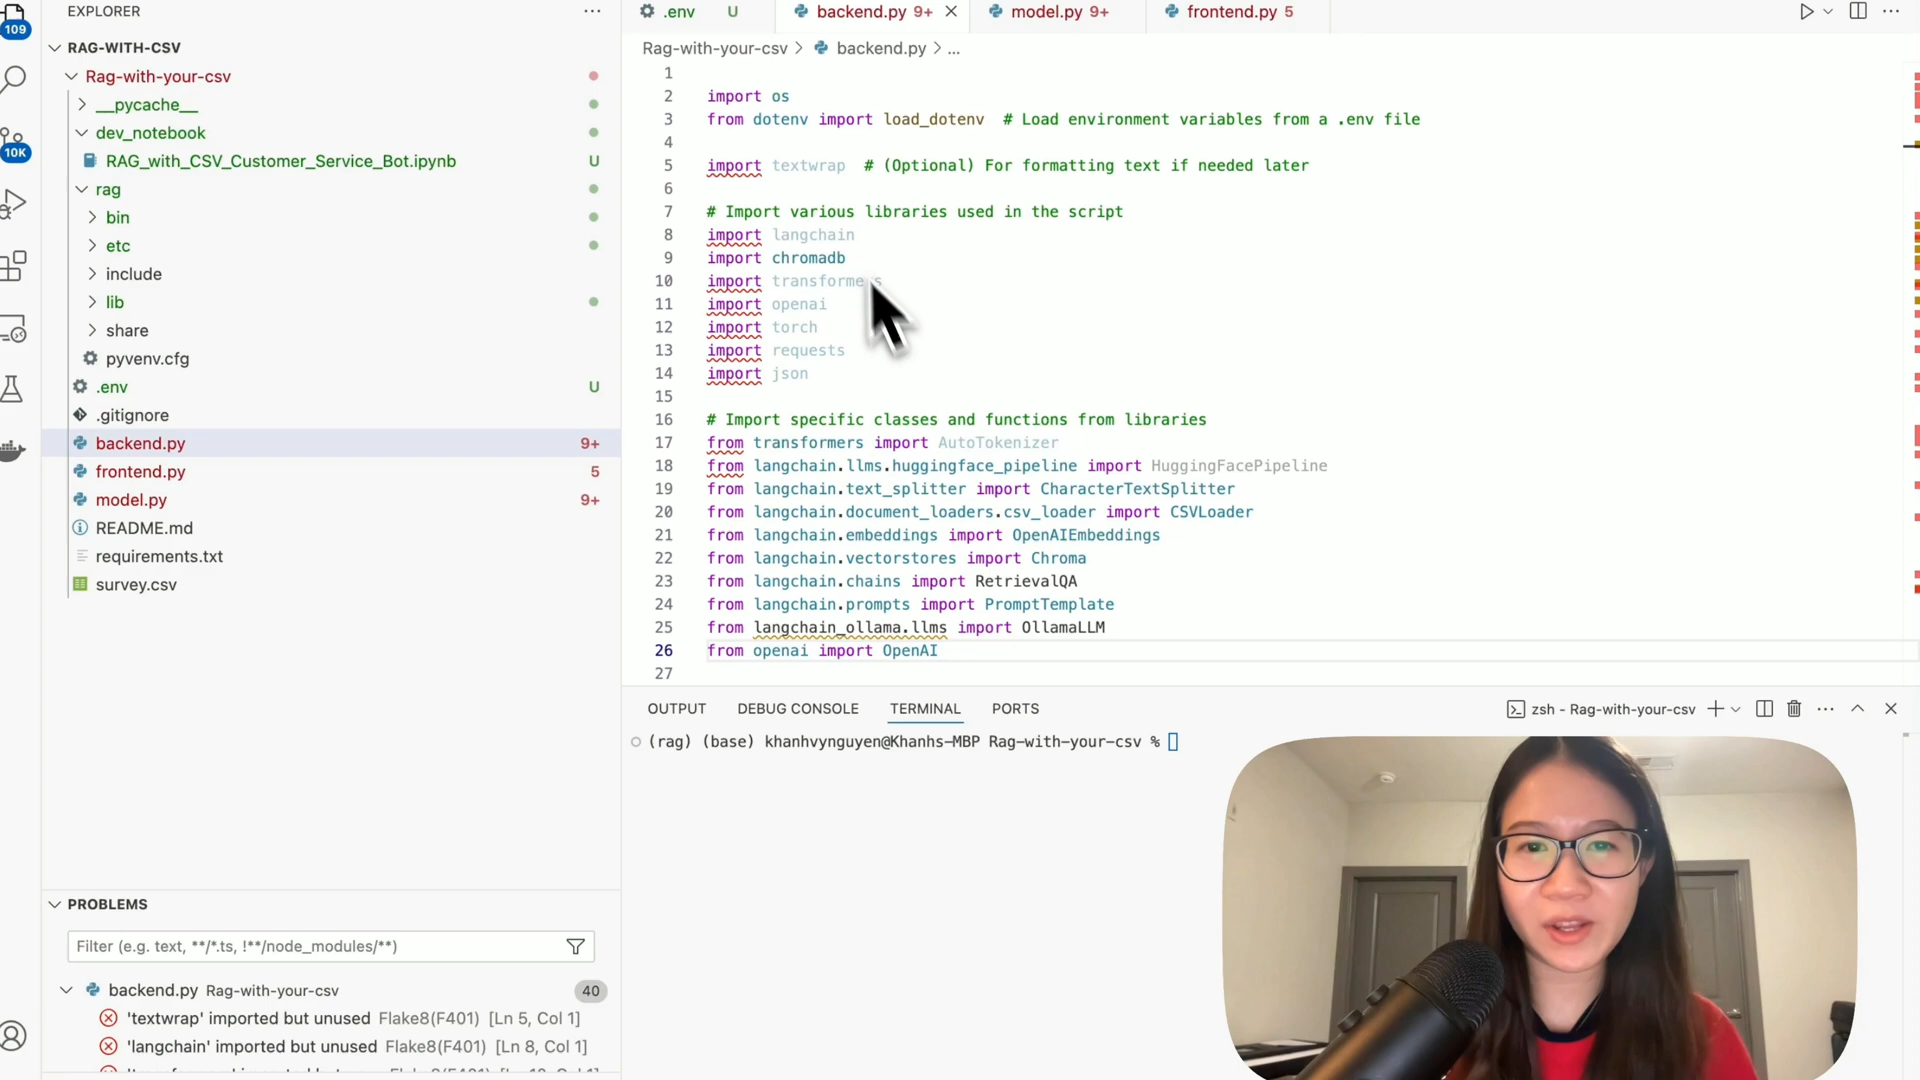 EXPLORER
109
10K
RAG-WITH-CSV
Rag-with-your-csv
__pycache__
dev_notebook
RAG_with_CSV_Customer_Service_Bot.ipynb U
rag
bin
etc
include
lib
share
pyvenv.cfg
.env U
.gitignore
backend.py 9+
frontend.py 5
model.py 9+
README.md
requirements.txt
survey.csv
PROBLEMS
Filter (e.g. text, **/*.ts, !**/node_modules/**)
backend.py Rag-with-your-csv 40
'textwrap' imported but unused Flake8(F401) [Ln 5, Col 1]
'langchain' imported but unused Flake8(F401) [Ln 8, Col 1]
.env U backend.py 9+ model.py 9+ frontend.py 5
Rag-with-your-csv > backend.py > ...
1
2 import os
3 from dotenv import load_dotenv # Load environment variables from a .env file
4
5 import textwrap # (Optional) For formatting text if needed later
6
7 # Import various libraries used in the script
8 import langchain
9 import chromadb
10 import transformers
11 import openai
12 import torch
13 import requests
14 import json
15
16 # Import specific classes and functions from libraries
17 from transformers import AutoTokenizer
18 from langchain.llms.huggingface_pipeline import HuggingFacePipeline
19 from langchain.text_splitter import CharacterTextSplitter
20 from langchain.document_loaders.csv_loader import CSVLoader
21 from langchain.embeddings import OpenAIEmbeddings
22 from langchain.vectorstores import Chroma
23 from langchain.chains import RetrievalQA
24 from langchain.prompts import PromptTemplate
25 from langchain_ollama.llms import OllamaLLM
26 from openai import OpenAI
27
OUTPUT DEBUG CONSOLE TERMINAL PORTS zsh - Rag-with-your-csv
(rag) (base) khanhvynguyen@Khanhs-MBP Rag-with-your-csv %